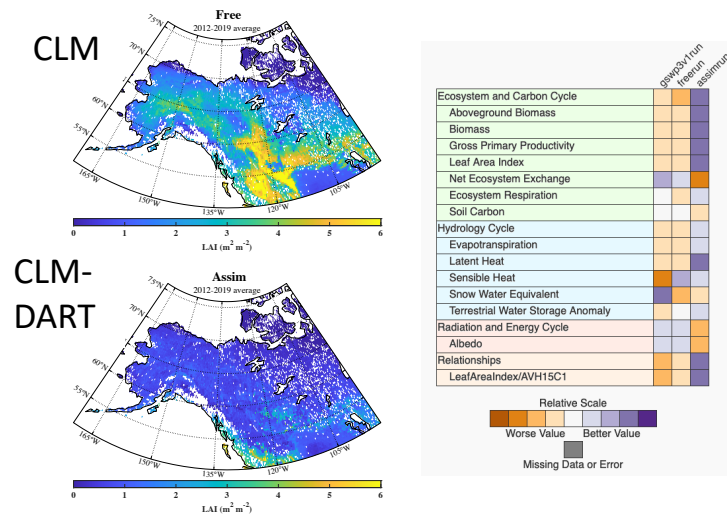 CLM
Free
2012-2019 average
75°N
70°N
65°N
60°N
55°N
165°W
150°W
135°W
120°W
105°W
0 1 2 3 4 5 6
LAI (m² m⁻²)
CLM-
DART
Assim
2012-2019 average
75°N
70°N
65°N
60°N
55°N
165°W
150°W
135°W
120°W
105°W
0 1 2 3 4 5 6
LAI (m² m⁻²)
gswp3v1run freerun assimrun
Ecosystem and Carbon Cycle
Aboveground Biomass
Biomass
Gross Primary Productivity
Leaf Area Index
Net Ecosystem Exchange
Ecosystem Respiration
Soil Carbon
Hydrology Cycle
Evapotranspiration
Latent Heat
Sensible Heat
Snow Water Equivalent
Terrestrial Water Storage Anomaly
Radiation and Energy Cycle
Albedo
Relationships
LeafAreaIndex/AVH15C1
Relative Scale
Worse Value Better Value
Missing Data or Error